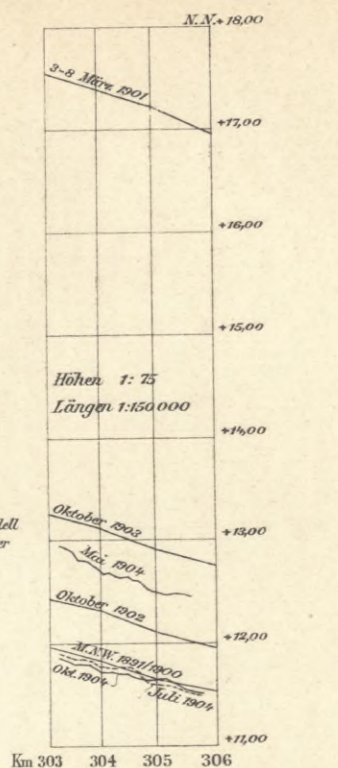 N.N.+18,00
3-8 März 1901
+17,00
+16,00
+15,00
Höhen 1:75
Längen 1:150 000
+14,00
Oktober 1903
+13,00
Mai 1904
Oktober 1902
+12,00
M.N.W. 1891/1900
Okt. 1904
Juli 1904
+11,00
Km 303 304 305 306